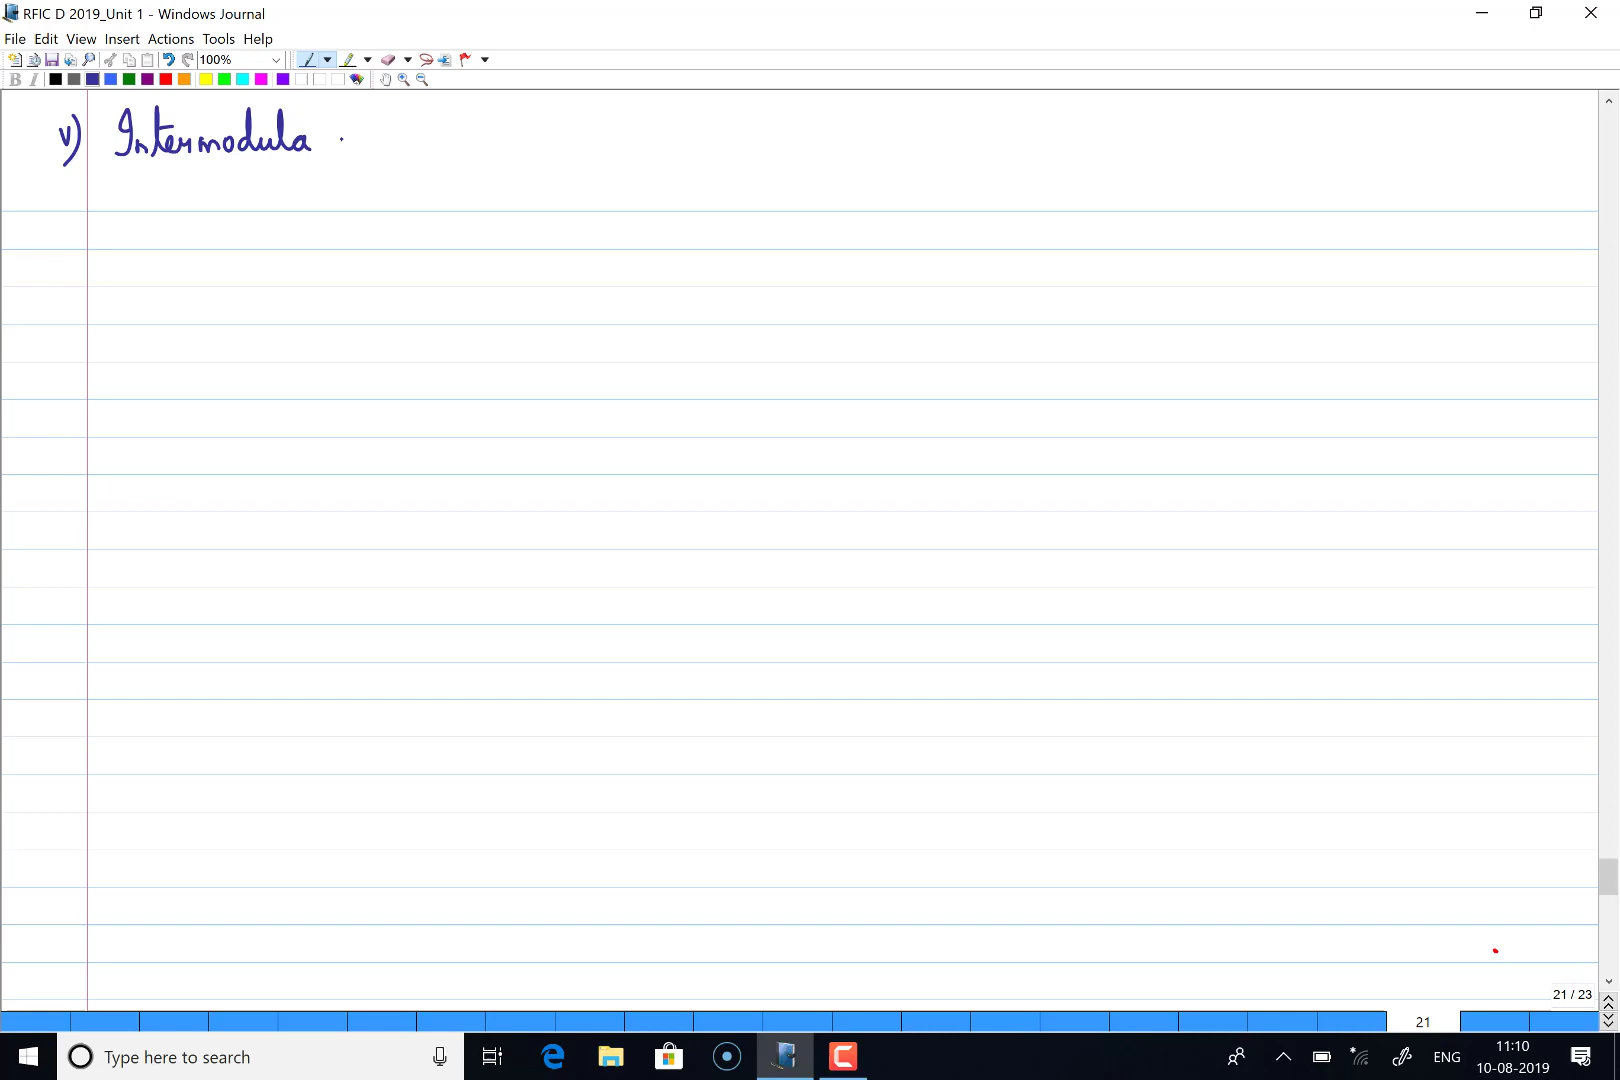 RFIC D 2019_Unit 1 - Windows Journal
File Edit View Insert Actions Tools Help
100%
B I
v) Intermodula
21 / 23
21
Type here to search
ENG
11:10
10-08-2019